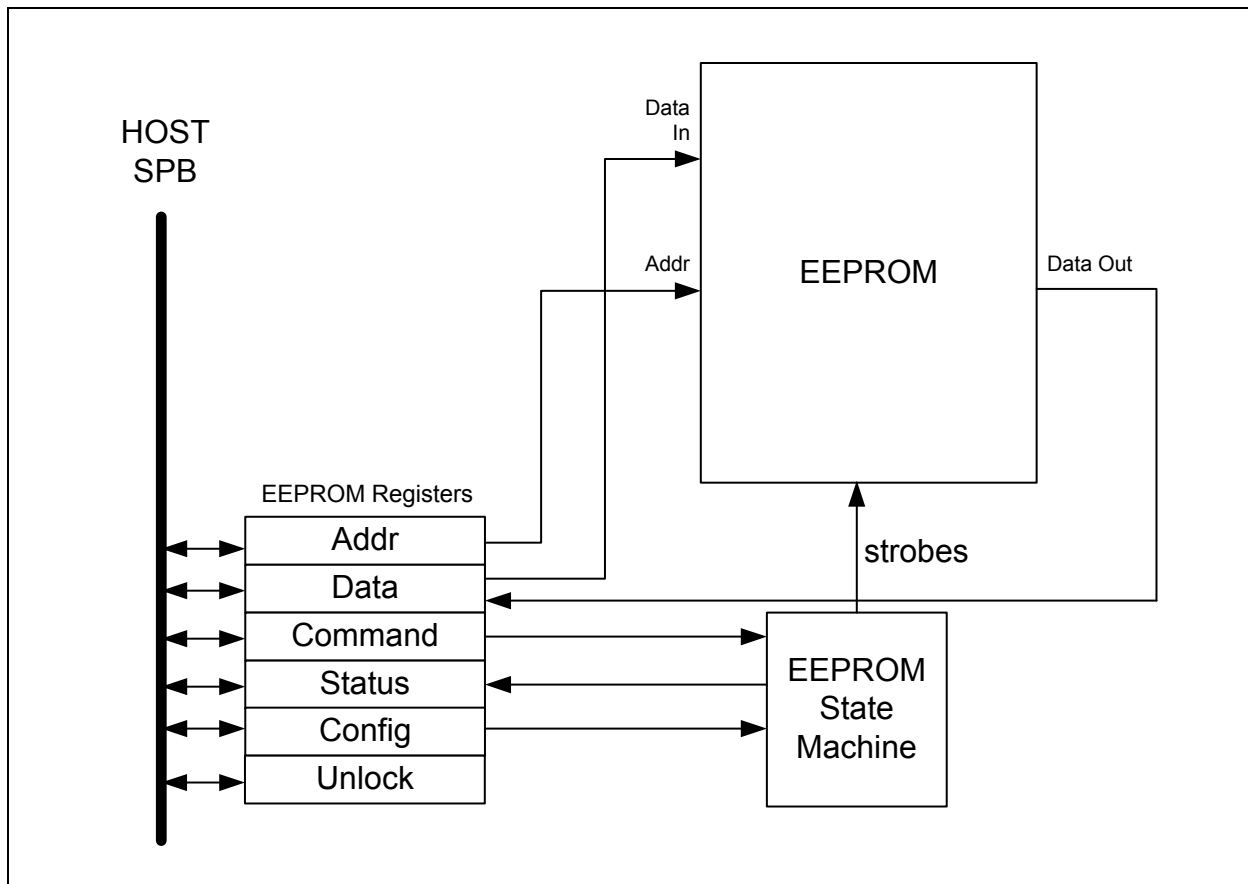 HOST
SPB
Data
In
Addr
EEPROM
Data Out
EEPROM Registers
Addr
Data
Command
Status
Config
Unlock
strobes
EEPROM
State
Machine